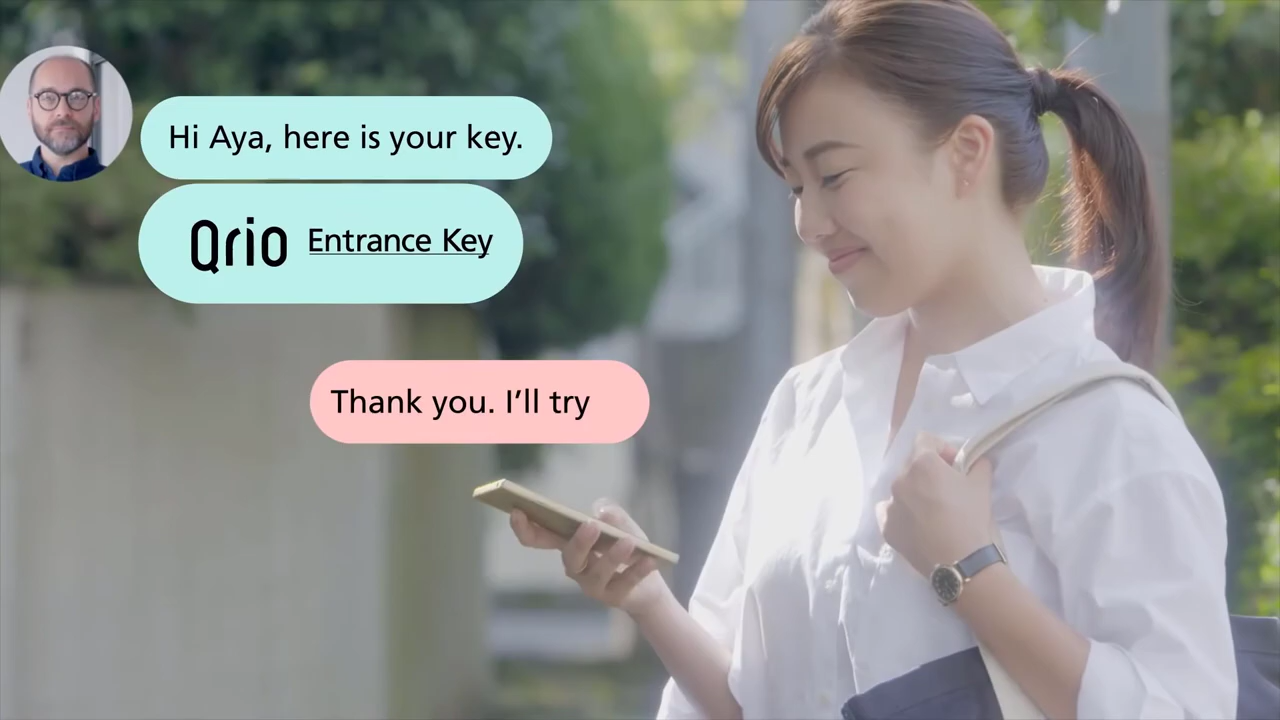 Hi Aya, here is your key.
Qrio Entrance Key
Thank you. I’ll try